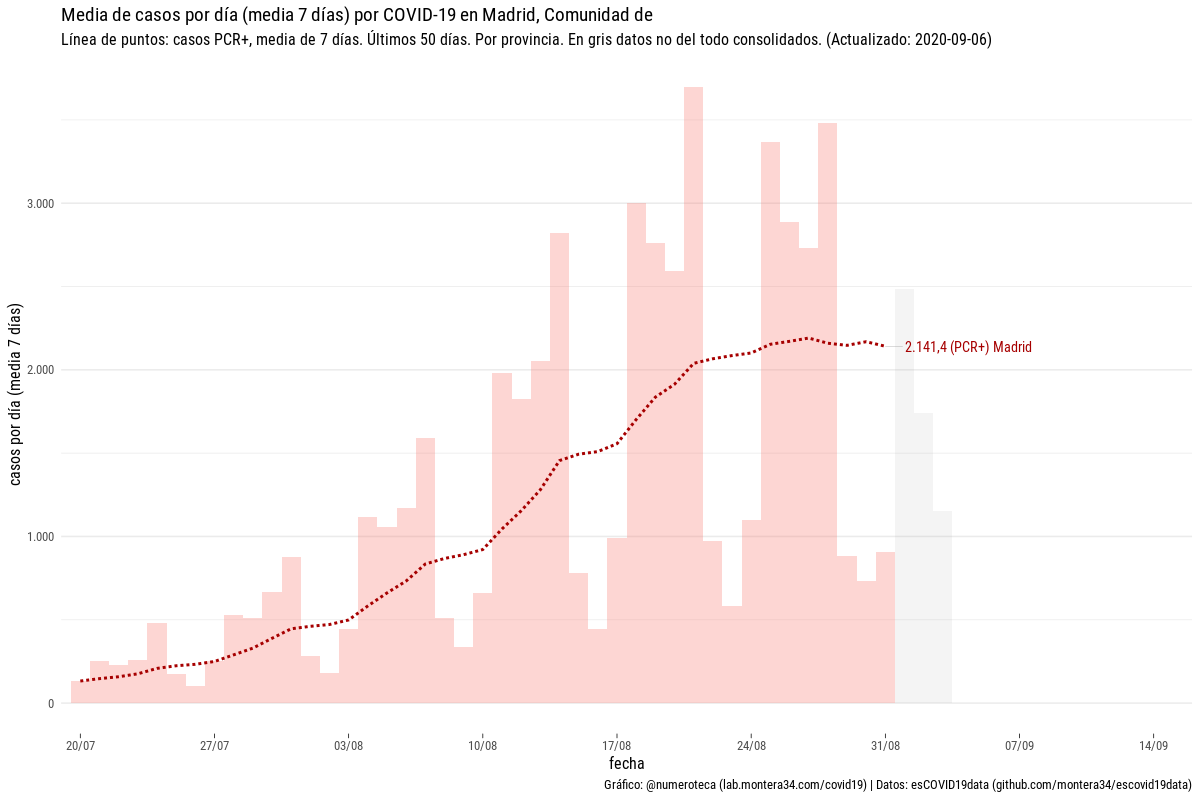 Media de casos por día (media 7 días) por COVID-19 en Madrid, Comunidad de
Línea de puntos: casos PCR+, media de 7 días. Últimos 50 días. Por provincia. En gris datos no del todo consolidados. (Actualizado: 2020-09-06)
casos por día (media 7 días)
3.000
2.000
1.000
0
2.141,4 (PCR+) Madrid
20/07
27/07
03/08
10/08
17/08
24/08
31/08
07/09
14/09
fecha
Gráfico: @numeroteca (lab.montera34.com/covid19) | Datos: esCOVID19data (github.com/montera34/escovid19data)